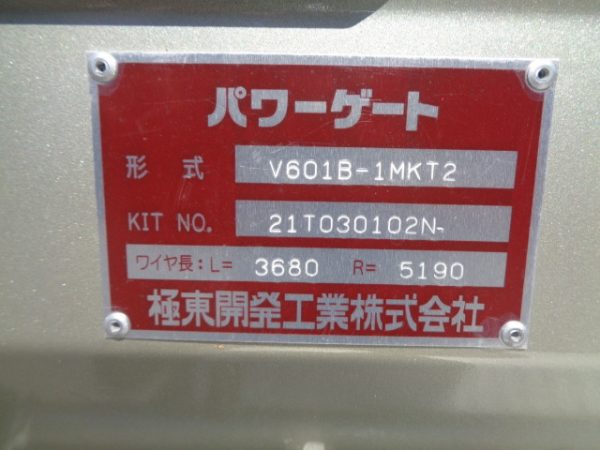 パワーゲート
形式 V601B-1MKT2
KIT NO. 21T030102N-
ワイヤ長:L= 3680 R= 5190
極東開発工業株式会社